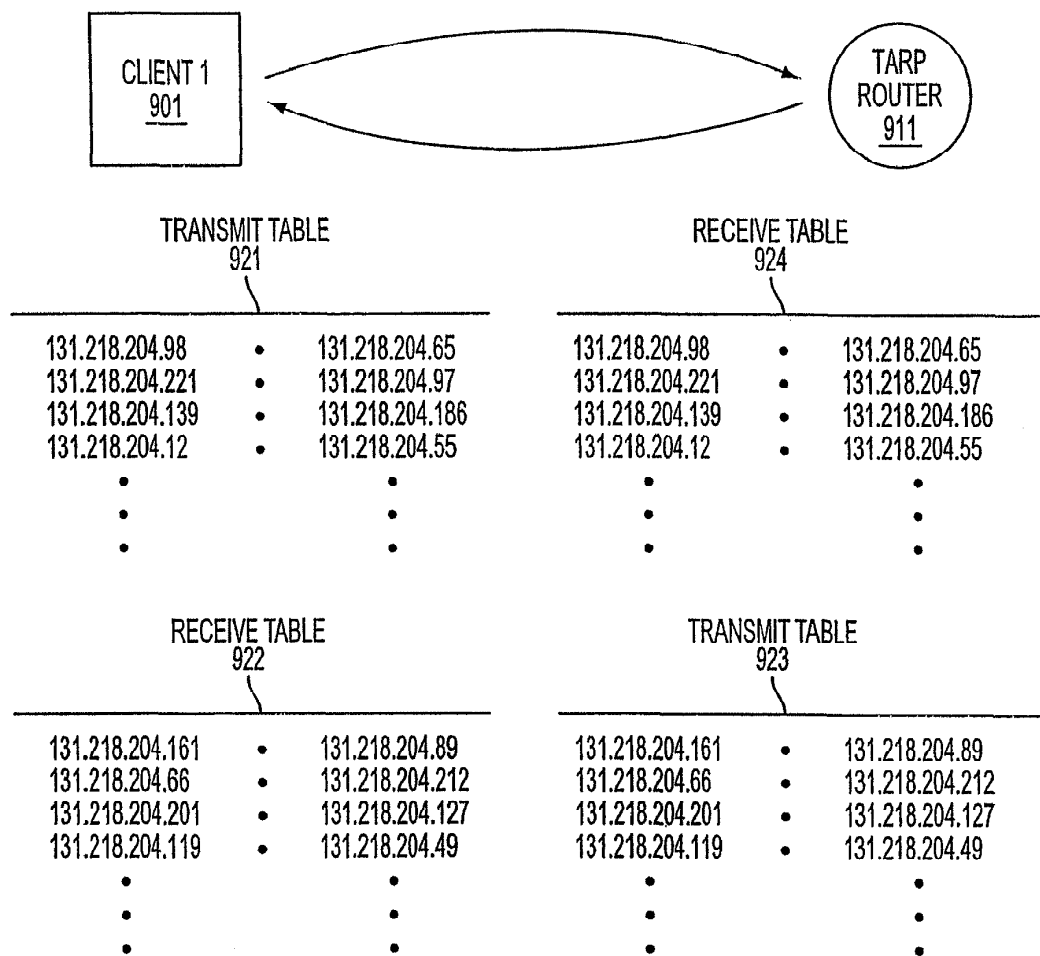 CLIENT 1
901
TARP
ROUTER
911
TRANSMIT TABLE
921
131.218.204.98 • 131.218.204.65
131.218.204.221 • 131.218.204.97
131.218.204.139 • 131.218.204.186
131.218.204.12 • 131.218.204.55
RECEIVE TABLE
924
131.218.204.98 • 131.218.204.65
131.218.204.221 • 131.218.204.97
131.218.204.139 • 131.218.204.186
131.218.204.12 • 131.218.204.55
RECEIVE TABLE
922
131.218.204.161 • 131.218.204.89
131.218.204.66 • 131.218.204.212
131.218.204.201 • 131.218.204.127
131.218.204.119 • 131.218.204.49
TRANSMIT TABLE
923
131.218.204.161 • 131.218.204.89
131.218.204.66 • 131.218.204.212
131.218.204.201 • 131.218.204.127
131.218.204.119 • 131.218.204.49